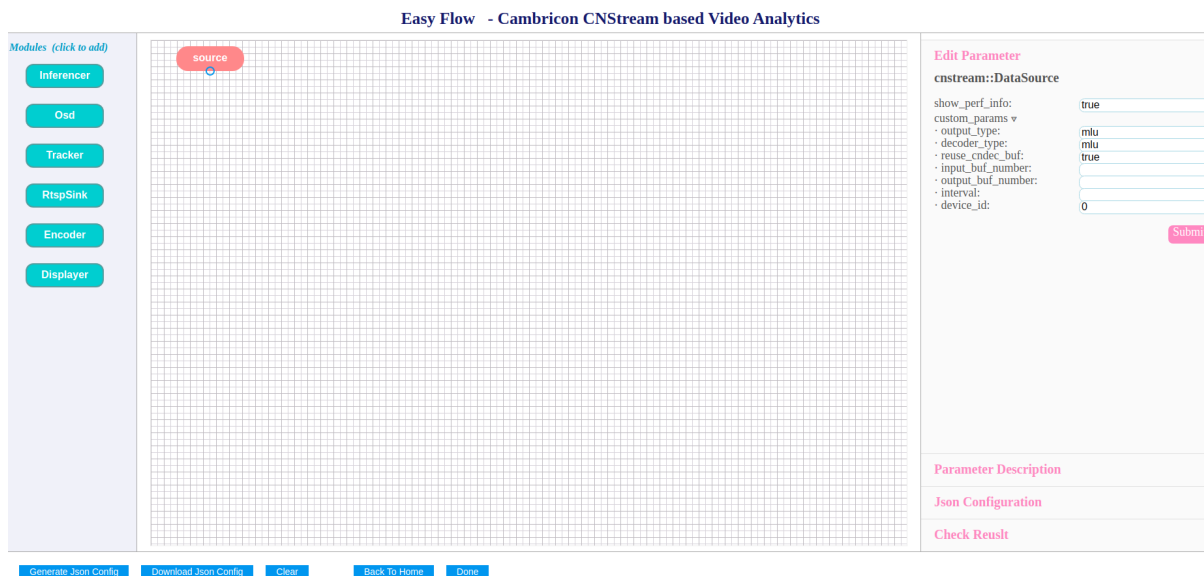 Easy Flow - Cambricon CNStream based Video Analytics
Modules (click to add)
Inferencer
Osd
Tracker
RtspSink
Encoder
Displayer
source
Edit Parameter
cnstream::DataSource
show_perf_info: true
custom_params ▿
· output_type: mlu
· decoder_type: mlu
· reuse_cndec_buf: true
· input_buf_number:
· output_buf_number:
· interval:
· device_id: 0
Submi
Parameter Description
Json Configuration
Check Reuslt
Generate Json Config Download Json Config Clear Back To Home Done